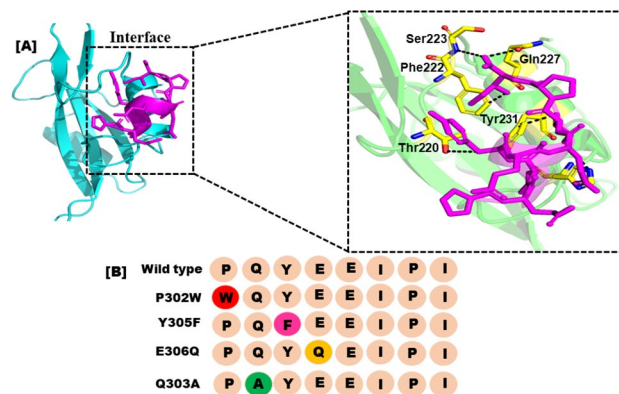 [A]
Interface
Ser223
Phe222
Gln227
Tyr231
Thr220
[B]
Wild type P Q Y E E I P I
P302W W Q Y E E I P I
Y305F P Q F E E I P I
E306Q P Q Y Q E I P I
Q303A P A Y E E I P I